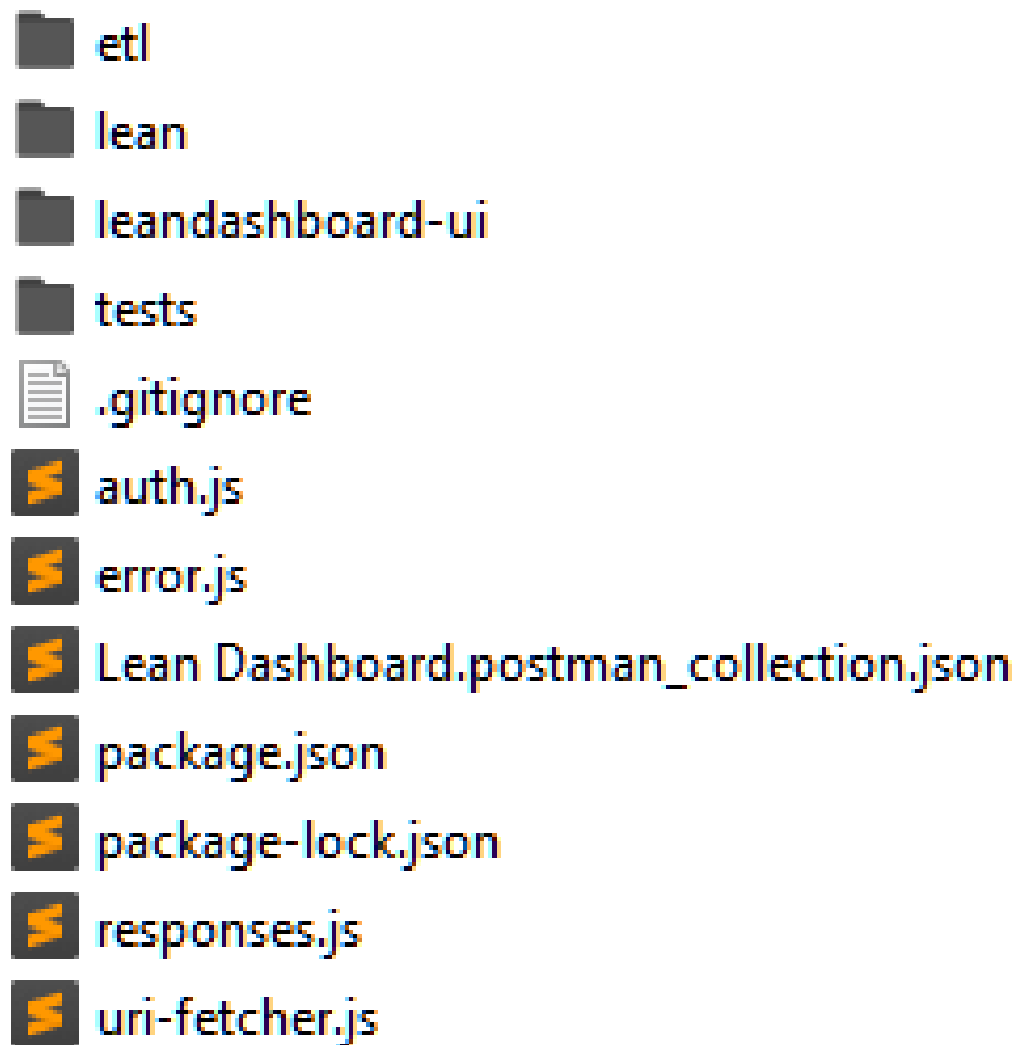 etl
lean
leandashboard-ui
tests
.gitignore
auth.js
error.js
Lean Dashboard.postman_collection.json
package.json
package-lock.json
responses.js
uri-fetcher.js